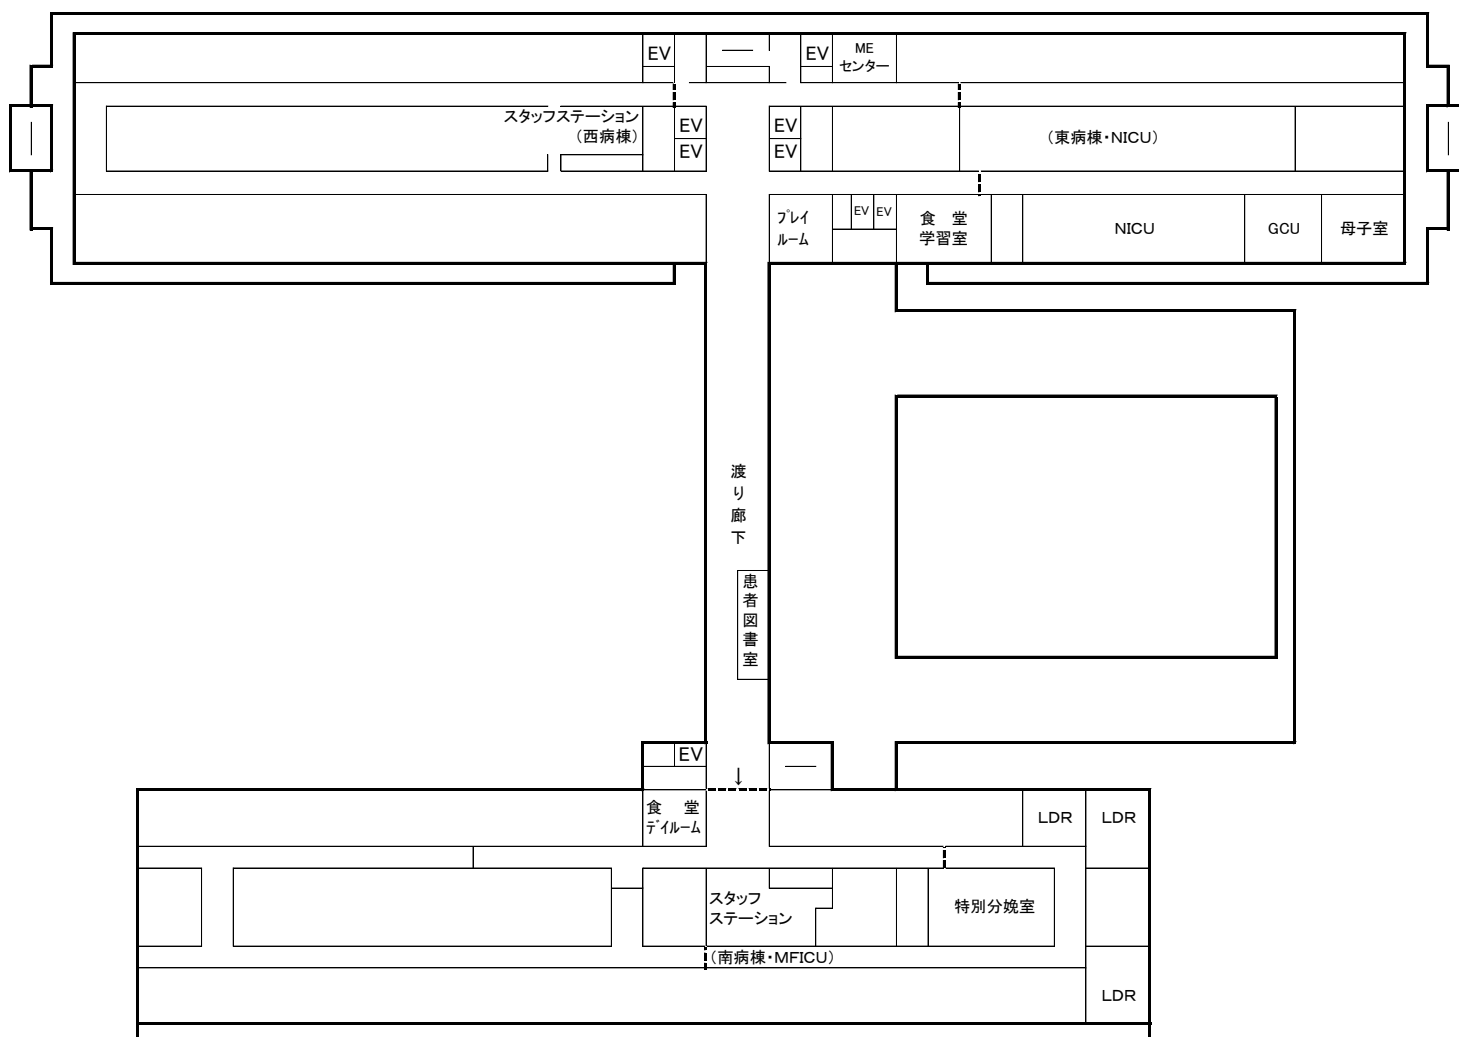 EV
EV
ME
センター
スタッフステーション
(西病棟)
EV
EV
EV
EV
(東病棟・NICU)
プレイ
ルーム
EV
EV
食 堂
学習室
NICU
GCU
母子室
渡り廊下
患者図書室
EV
↓
食 堂
デイルーム
LDR
LDR
スタッフ
ステーション
特別分娩室
(南病棟・MFICU)
LDR